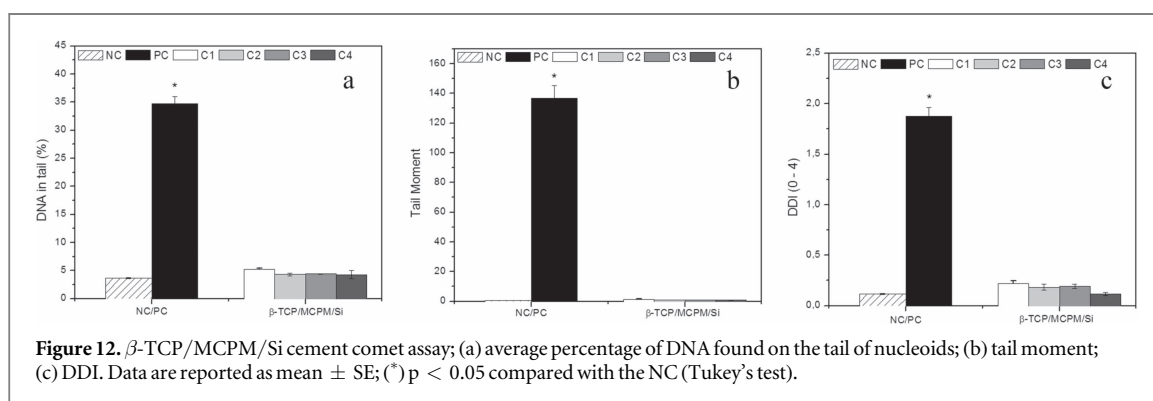 NC PC C1 C2 C3 C4
a
*
DNA in tail (%)
45
40
35
30
25
20
15
10
5
0
NC/PC
β-TCP/MCPM/Si
NC PC C1 C2 C3 C4
b
*
Tail Moment
160
140
120
100
80
60
40
20
0
NC/PC
β-TCP/MCPM/Si
NC PC C1 C2 C3 C4
c
*
DDI (0 - 4)
2,5
2,0
1,5
1,0
0,5
0,0
NC/PC
β-TCP/MCPM/Si
Figure 12. β-TCP/MCPM/Si cement comet assay; (a) average percentage of DNA found on the tail of nucleoids; (b) tail moment;
(c) DDI. Data are reported as mean ± SE; (*) p < 0.05 compared with the NC (Tukey's test).